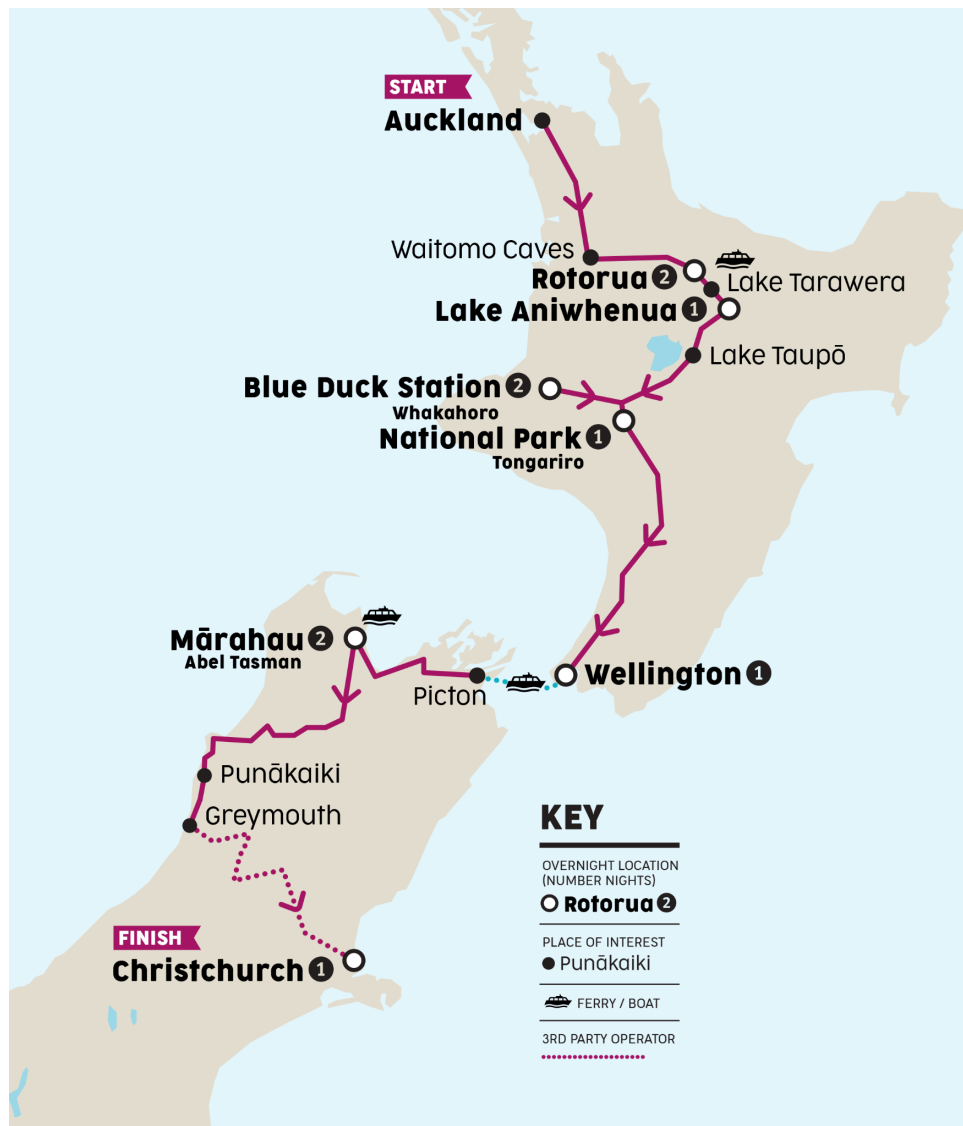 START
Auckland
Waitomo Caves
Rotorua 2
Lake Tarawera
Lake Aniwhenua 1
Lake Taupō
Blue Duck Station 2
Whakahoro
National Park 1
Tongariro
Mārahau 2
Abel Tasman
Picton
Wellington 1
Punākaiki
Greymouth
FINISH
Christchurch 1
KEY
OVERNIGHT LOCATION
(NUMBER NIGHTS)
Rotorua 2
PLACE OF INTEREST
Punākaiki
FERRY / BOAT
3RD PARTY OPERATOR